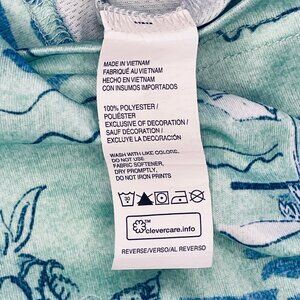 MADE IN VIETNAM
FABRIQUÉ AU VIETNAM
HECHO EN VIETNAM
CON INSUMOS IMPORTADOS
100% POLYESTER /
POLIÉSTER
EXCLUSIVE OF DECORATION /
SAUF DÉCORATION /
EXCLUYE LA DECORACIÓN
WASH WITH LIKE COLORS,
DO NOT USE
FABRIC SOFTENER,
DRY PROMPTLY,
DO NOT IRON PRINTS
TM
clevercare.info
REVERSE/VERSO/AL REVERSO